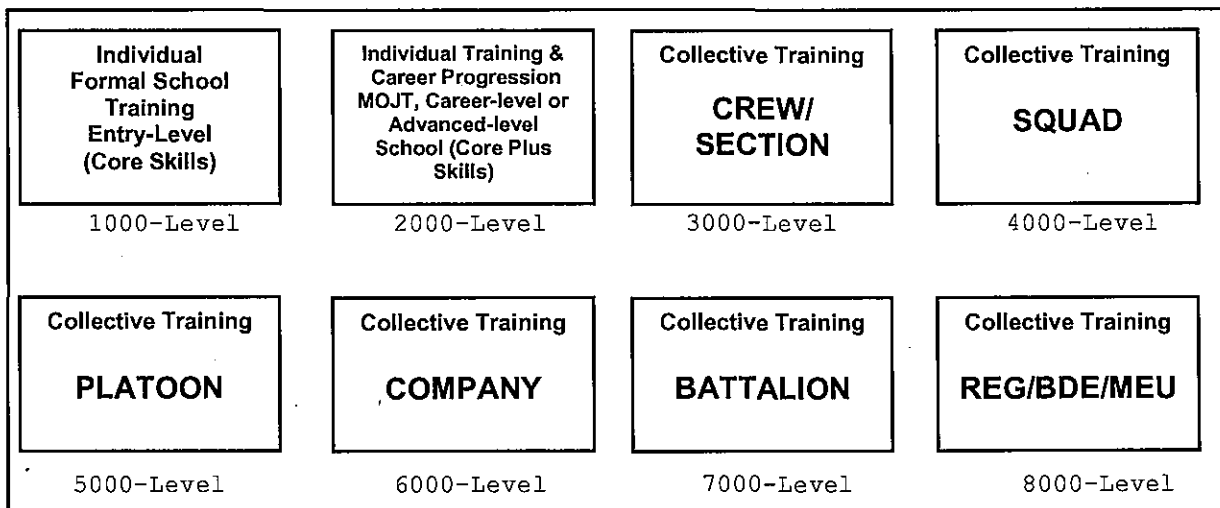 Individual
Formal School
Training
Entry-Level
(Core Skills)
1000-Level
Individual Training &
Career Progression
MOJT, Career-level or
Advanced-level
School (Core Plus
Skills)
2000-Level
Collective Training
CREW/
SECTION
3000-Level
Collective Training
SQUAD
4000-Level
Collective Training
PLATOON
5000-Level
Collective Training
COMPANY
6000-Level
Collective Training
BATTALION
7000-Level
Collective Training
REG/BDE/MEU
8000-Level